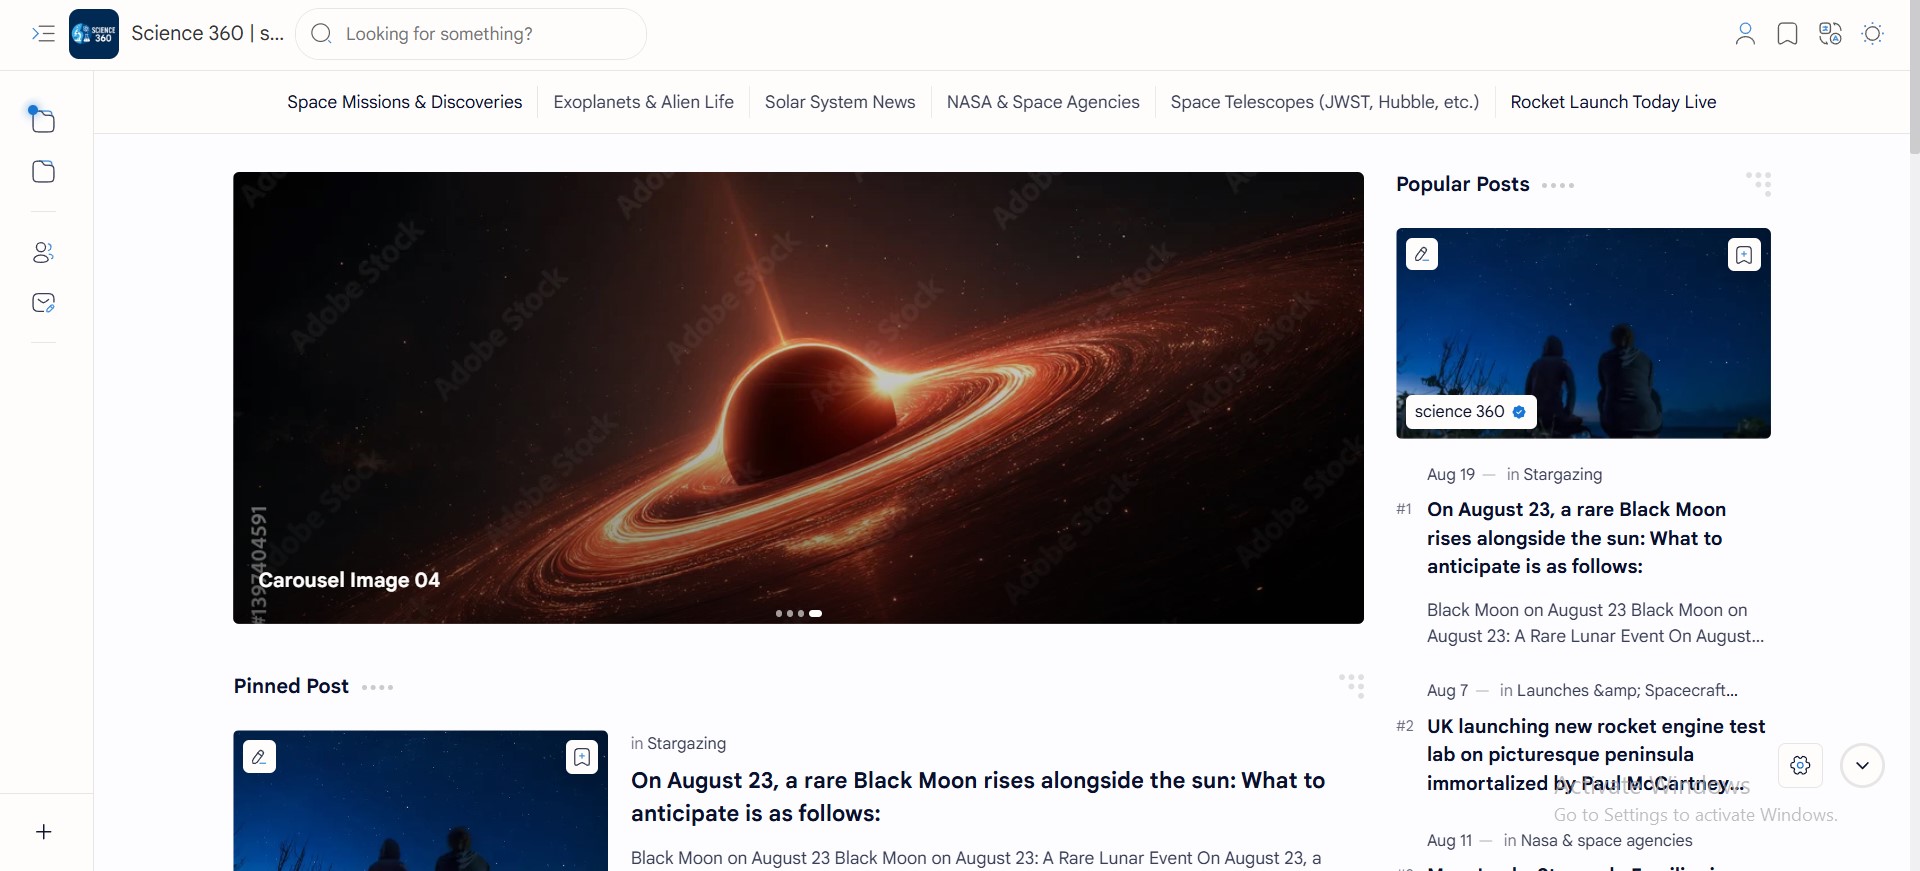 SCIENCE
360
Science 360 | s...
Looking for something?
Space Missions & Discoveries
Exoplanets & Alien Life
Solar System News
NASA & Space Agencies
Space Telescopes (JWST, Hubble, etc.)
Rocket Launch Today Live
Adobe Stock
#1397404591
Carousel Image 04
Popular Posts
science 360
Aug 19 — in Stargazing
#1 On August 23, a rare Black Moon
rises alongside the sun: What to
anticipate is as follows:
Black Moon on August 23 Black Moon on
August 23: A Rare Lunar Event On August...
Aug 7 — in Launches &amp; Spacecraft...
#2 UK launching new rocket engine test
lab on picturesque peninsula
immortalized by Paul McCartney...
Aug 11 — in Nasa & space agencies
Pinned Post
in Stargazing
On August 23, a rare Black Moon rises alongside the sun: What to
anticipate is as follows:
Black Moon on August 23 Black Moon on August 23: A Rare Lunar Event On August 23, a
Activate Windows
Go to Settings to activate Windows.